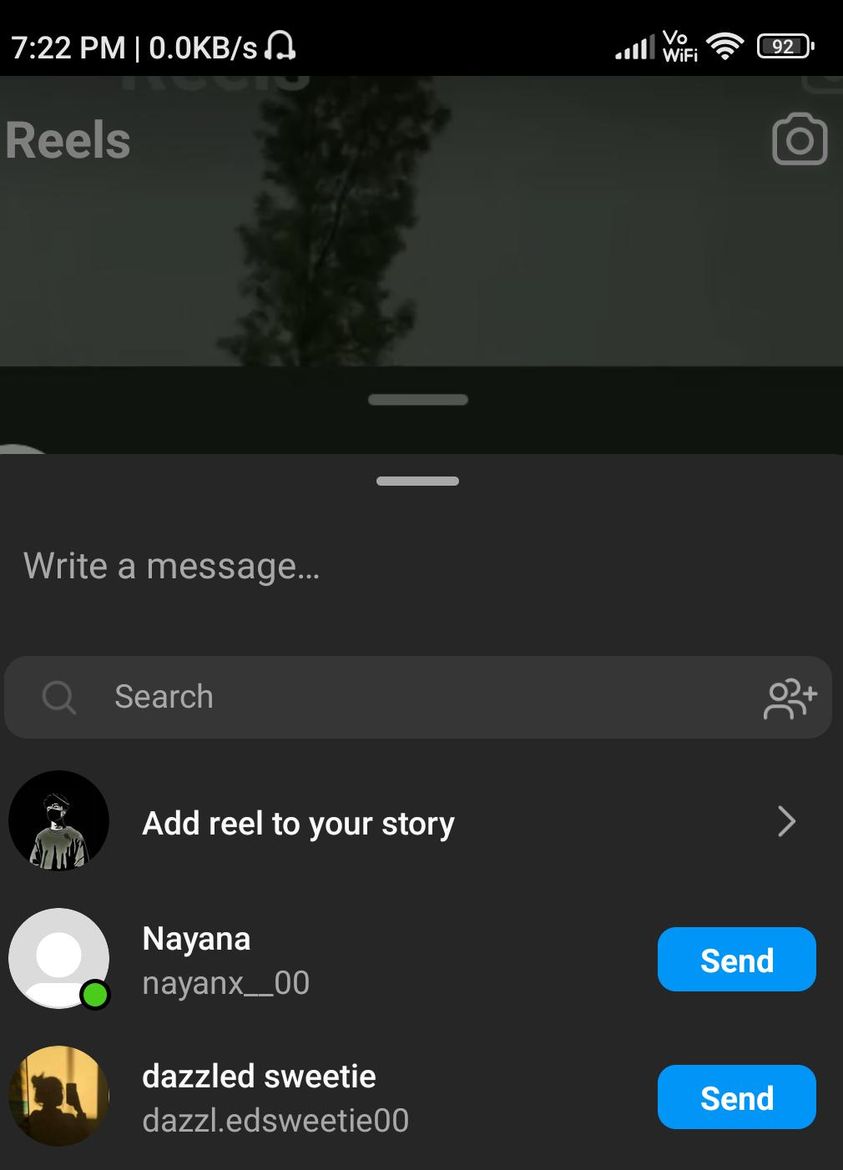 7:22 PM | 0.0KB/s
Vo
WiFi
92
Reels
Reels
Write a message...
Search
Add reel to your story
Nayana
nayanx__00
Send
dazzled sweetie
dazzl.edsweetie00
Send